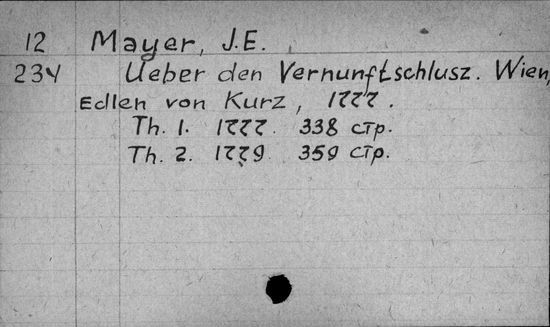 12 Mayer, J.E.
234 Ueber den Vernunftschlusz. Wien,
Edlen von Kurz, 1777.
Th. 1. 1777. 338 стр.
Th. 2. 1779. 359 стр.